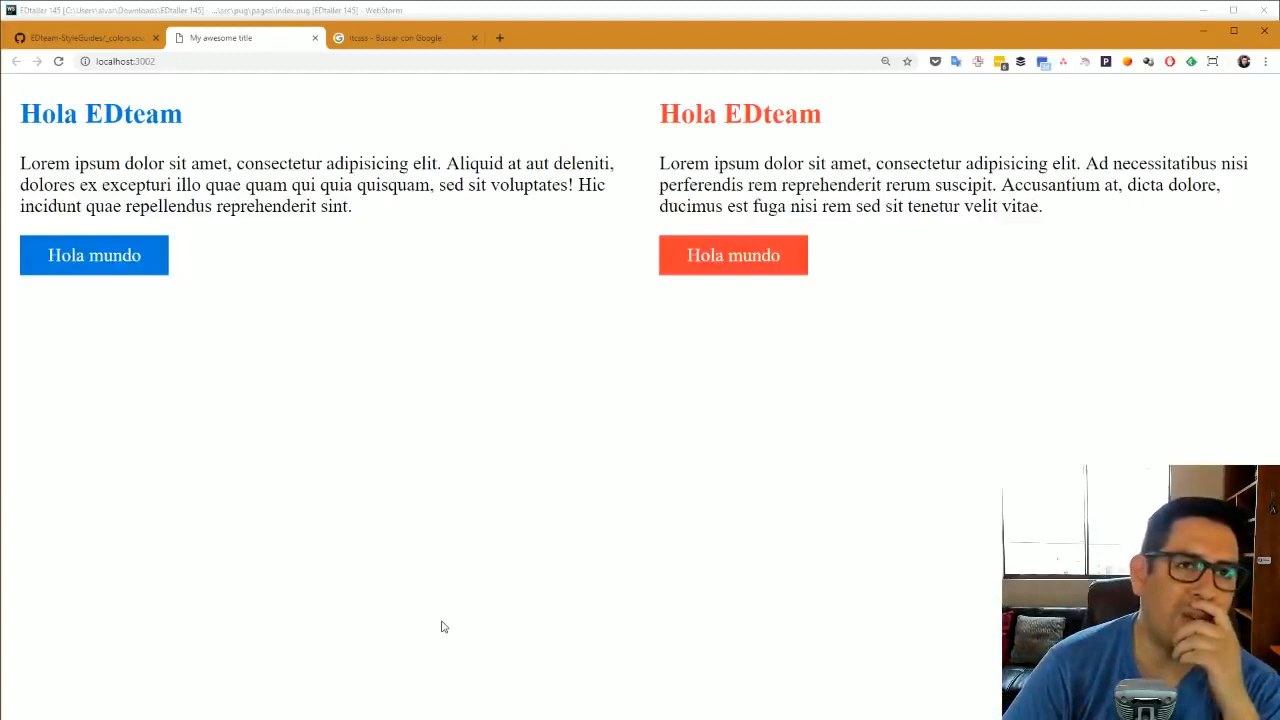 EDtaller 145 [C:\Users\alvar\Downloads\EDtaller 145] - ...\src\pug\pages\index.pug [EDtaller 145] - WebStorm
EDteam-StyleGuides/_colors.scss
My awesome title
itcsss - Buscar con Google
localhost:3002
Hola EDteam
Lorem ipsum dolor sit amet, consectetur adipisicing elit. Aliquid at aut deleniti,
dolores ex excepturi illo quae quam qui quia quisquam, sed sit voluptates! Hic
incidunt quae repellendus reprehenderit sint.
Hola mundo
Hola EDteam
Lorem ipsum dolor sit amet, consectetur adipisicing elit. Ad necessitatibus nisi
perferendis rem reprehenderit rerum suscipit. Accusantium at, dicta dolore,
ducimus est fuga nisi rem sed sit tenetur velit vitae.
Hola mundo